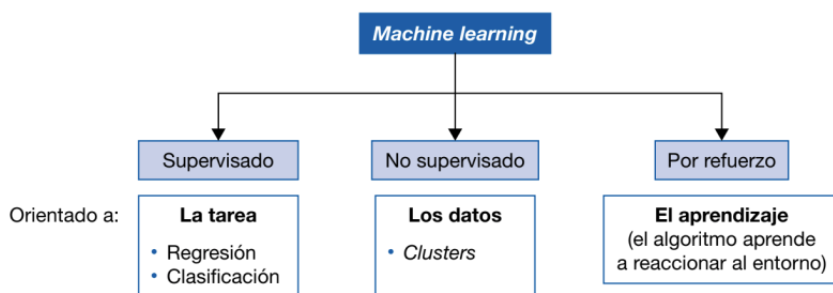 Machine learning
Supervisado
No supervisado
Por refuerzo
Orientado a:
La tarea
• Regresión
• Clasificación
Los datos
• Clusters
El aprendizaje
(el algoritmo aprende
a reaccionar al entorno)